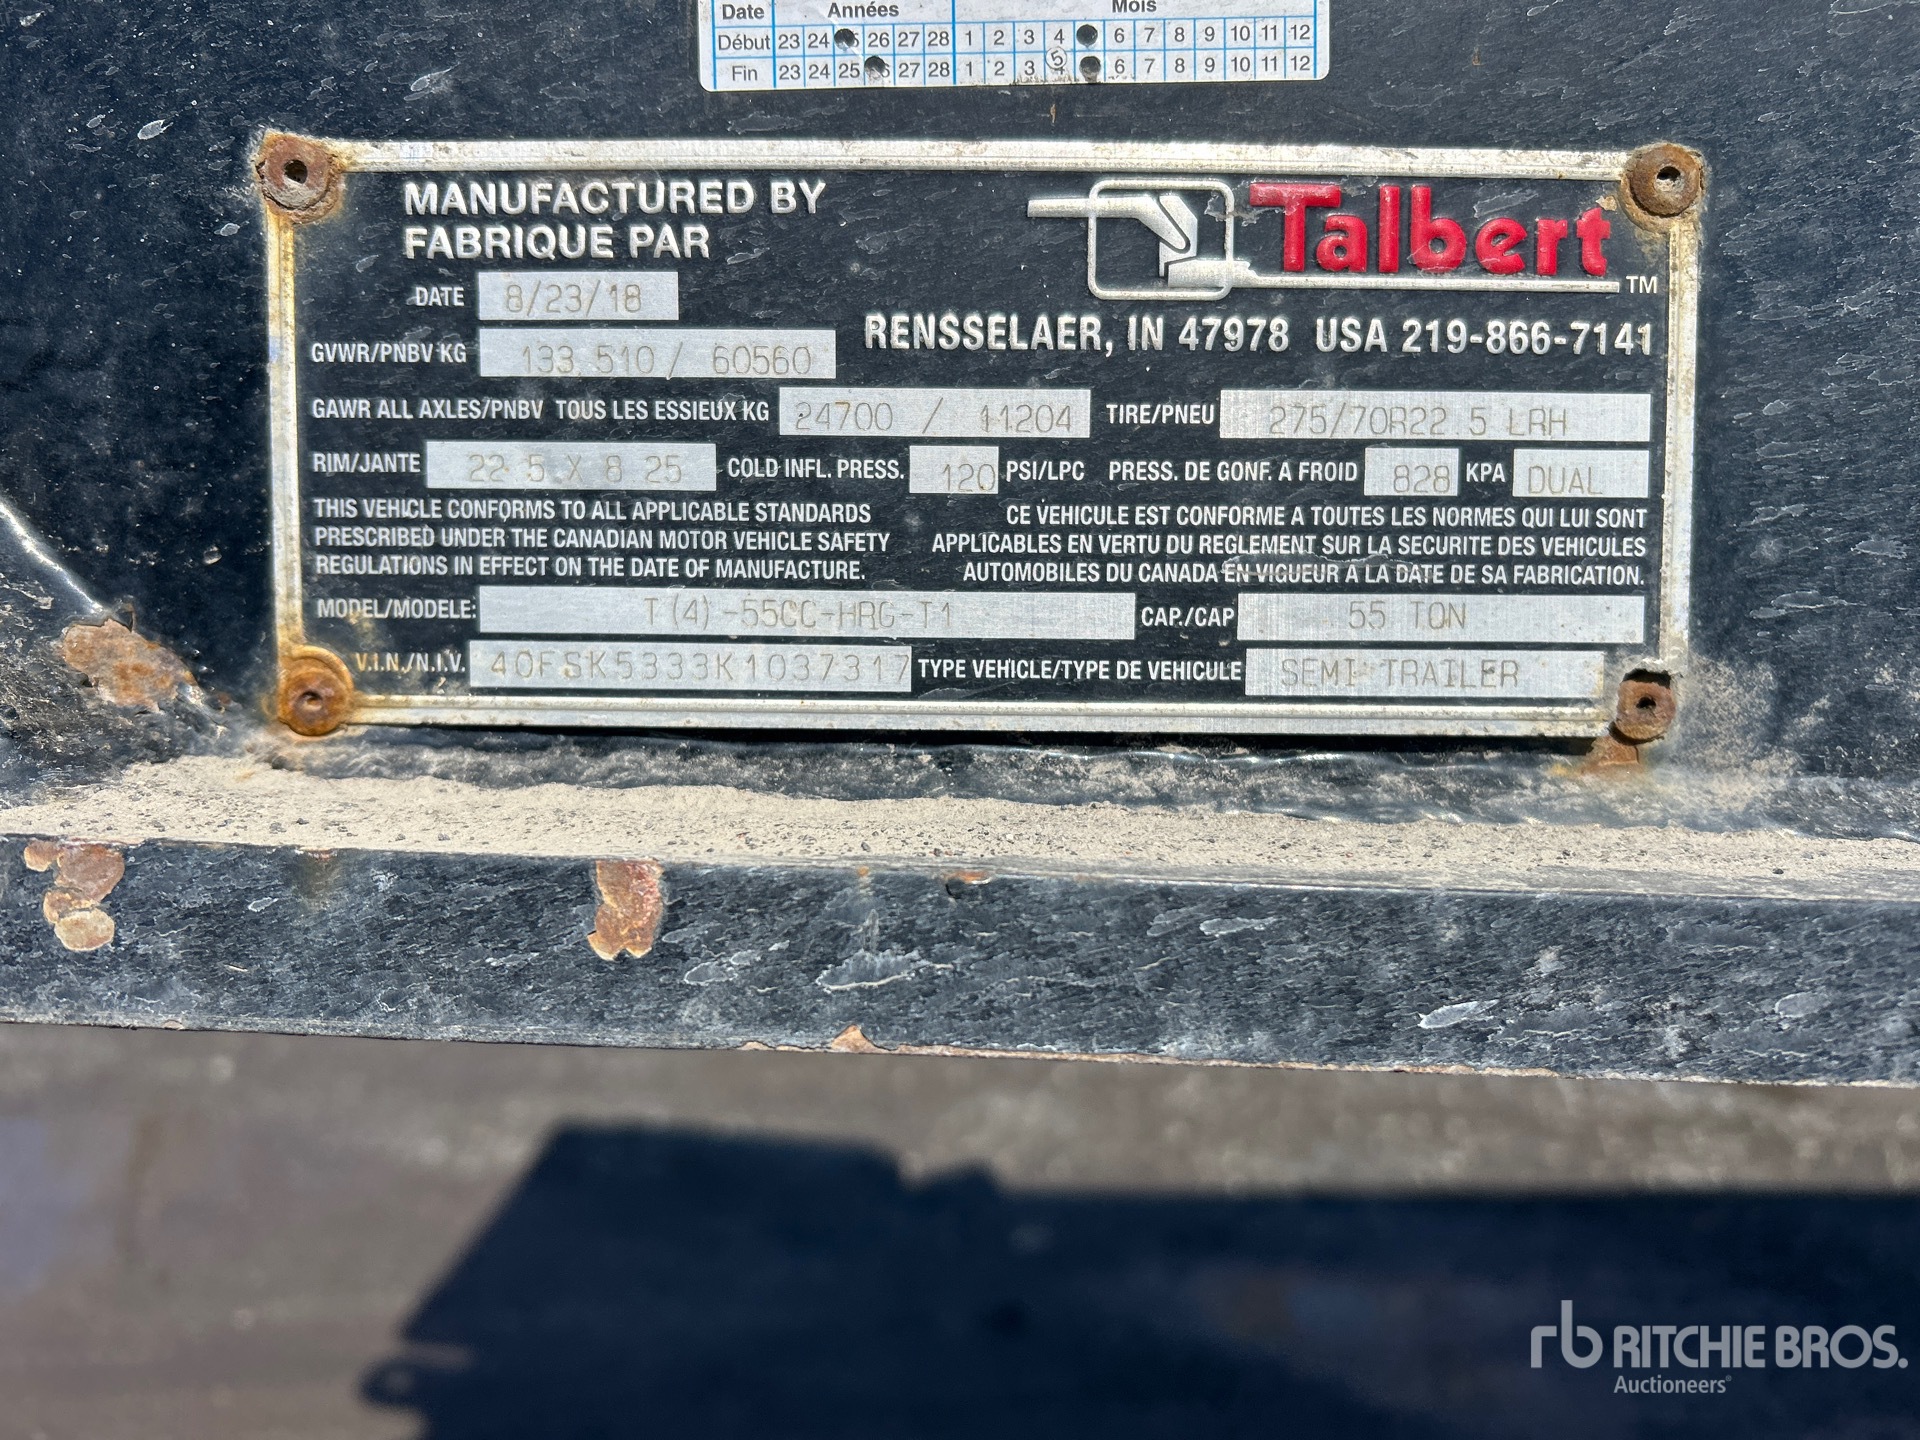 Date Années Mois
Début 23 24 26 27 28 1 2 3 4 6 7 8 9 10 11 12
Fin 23 24 25 27 28 1 2 3 4 5 6 7 8 9 10 11 12
MANUFACTURED BY
FABRIQUE PAR
Talbert TM
DATE 8/23/18
RENSSELAER, IN 47978 USA 219-866-7141
GVWR/PNBV KG 133,510 / 60560
GAWR ALL AXLES/PNBV TOUS LES ESSIEUX KG 24700 / 11204 TIRE/PNEU 275/70R22.5 LRH
RIM/JANTE 22.5 X 8.25 COLD INFL. PRESS. 120 PSI/LPC PRESS. DE GONF. A FROID 828 KPA DUAL
THIS VEHICLE CONFORMS TO ALL APPLICABLE STANDARDS
PRESCRIBED UNDER THE CANADIAN MOTOR VEHICLE SAFETY
REGULATIONS IN EFFECT ON THE DATE OF MANUFACTURE.
CE VEHICULE EST CONFORME A TOUTES LES NORMES QUI LUI SONT
APPLICABLES EN VERTU DU REGLEMENT SUR LA SECURITE DES VEHICULES
AUTOMOBILES DU CANADA EN VIGUEUR A LA DATE DE SA FABRICATION.
MODEL/MODELE: T(4)-55CC-HRG-T1 CAP./CAP 55 TON
V.I.N./N.I.V. 40FSK5333K1037317 TYPE VEHICLE/TYPE DE VEHICULE SEMI-TRAILER
rb RITCHIE BROS.
Auctioneers®